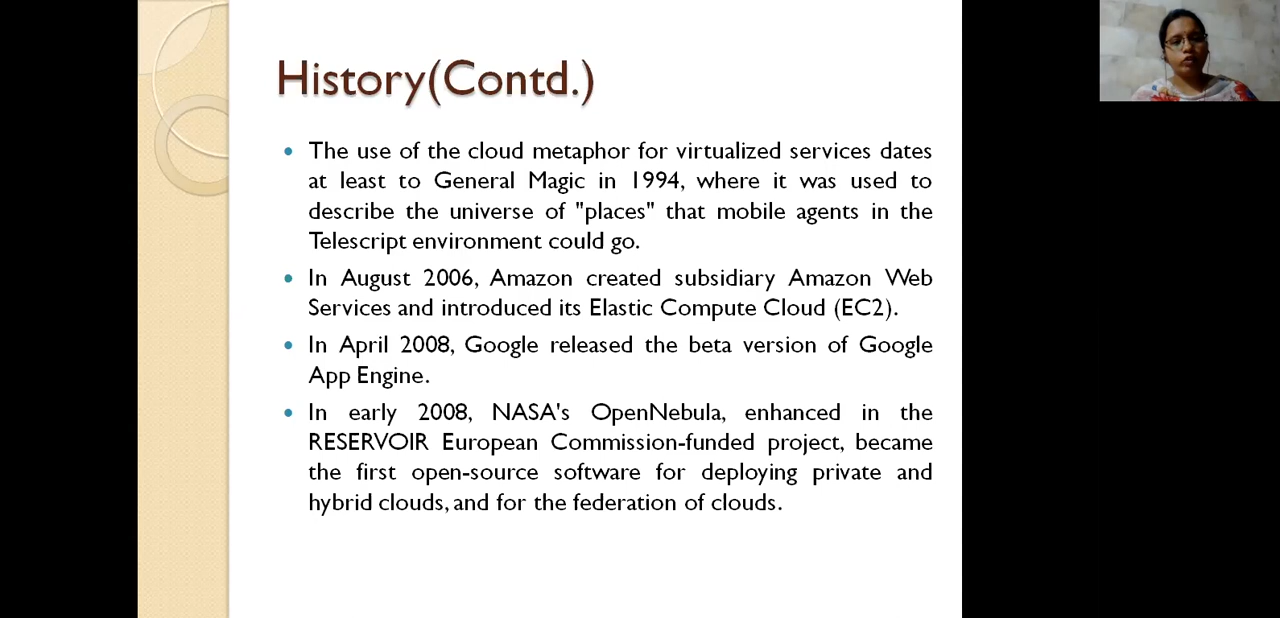 History(Contd.)
The use of the cloud metaphor for virtualized services dates
at least to General Magic in 1994, where it was used to
describe the universe of "places" that mobile agents in the
Telescript environment could go.
In August 2006, Amazon created subsidiary Amazon Web
Services and introduced its Elastic Compute Cloud (EC2).
In April 2008, Google released the beta version of Google
App Engine.
In early 2008, NASA's OpenNebula, enhanced in the
RESERVOIR European Commission-funded project, became
the first open-source software for deploying private and
hybrid clouds, and for the federation of clouds.